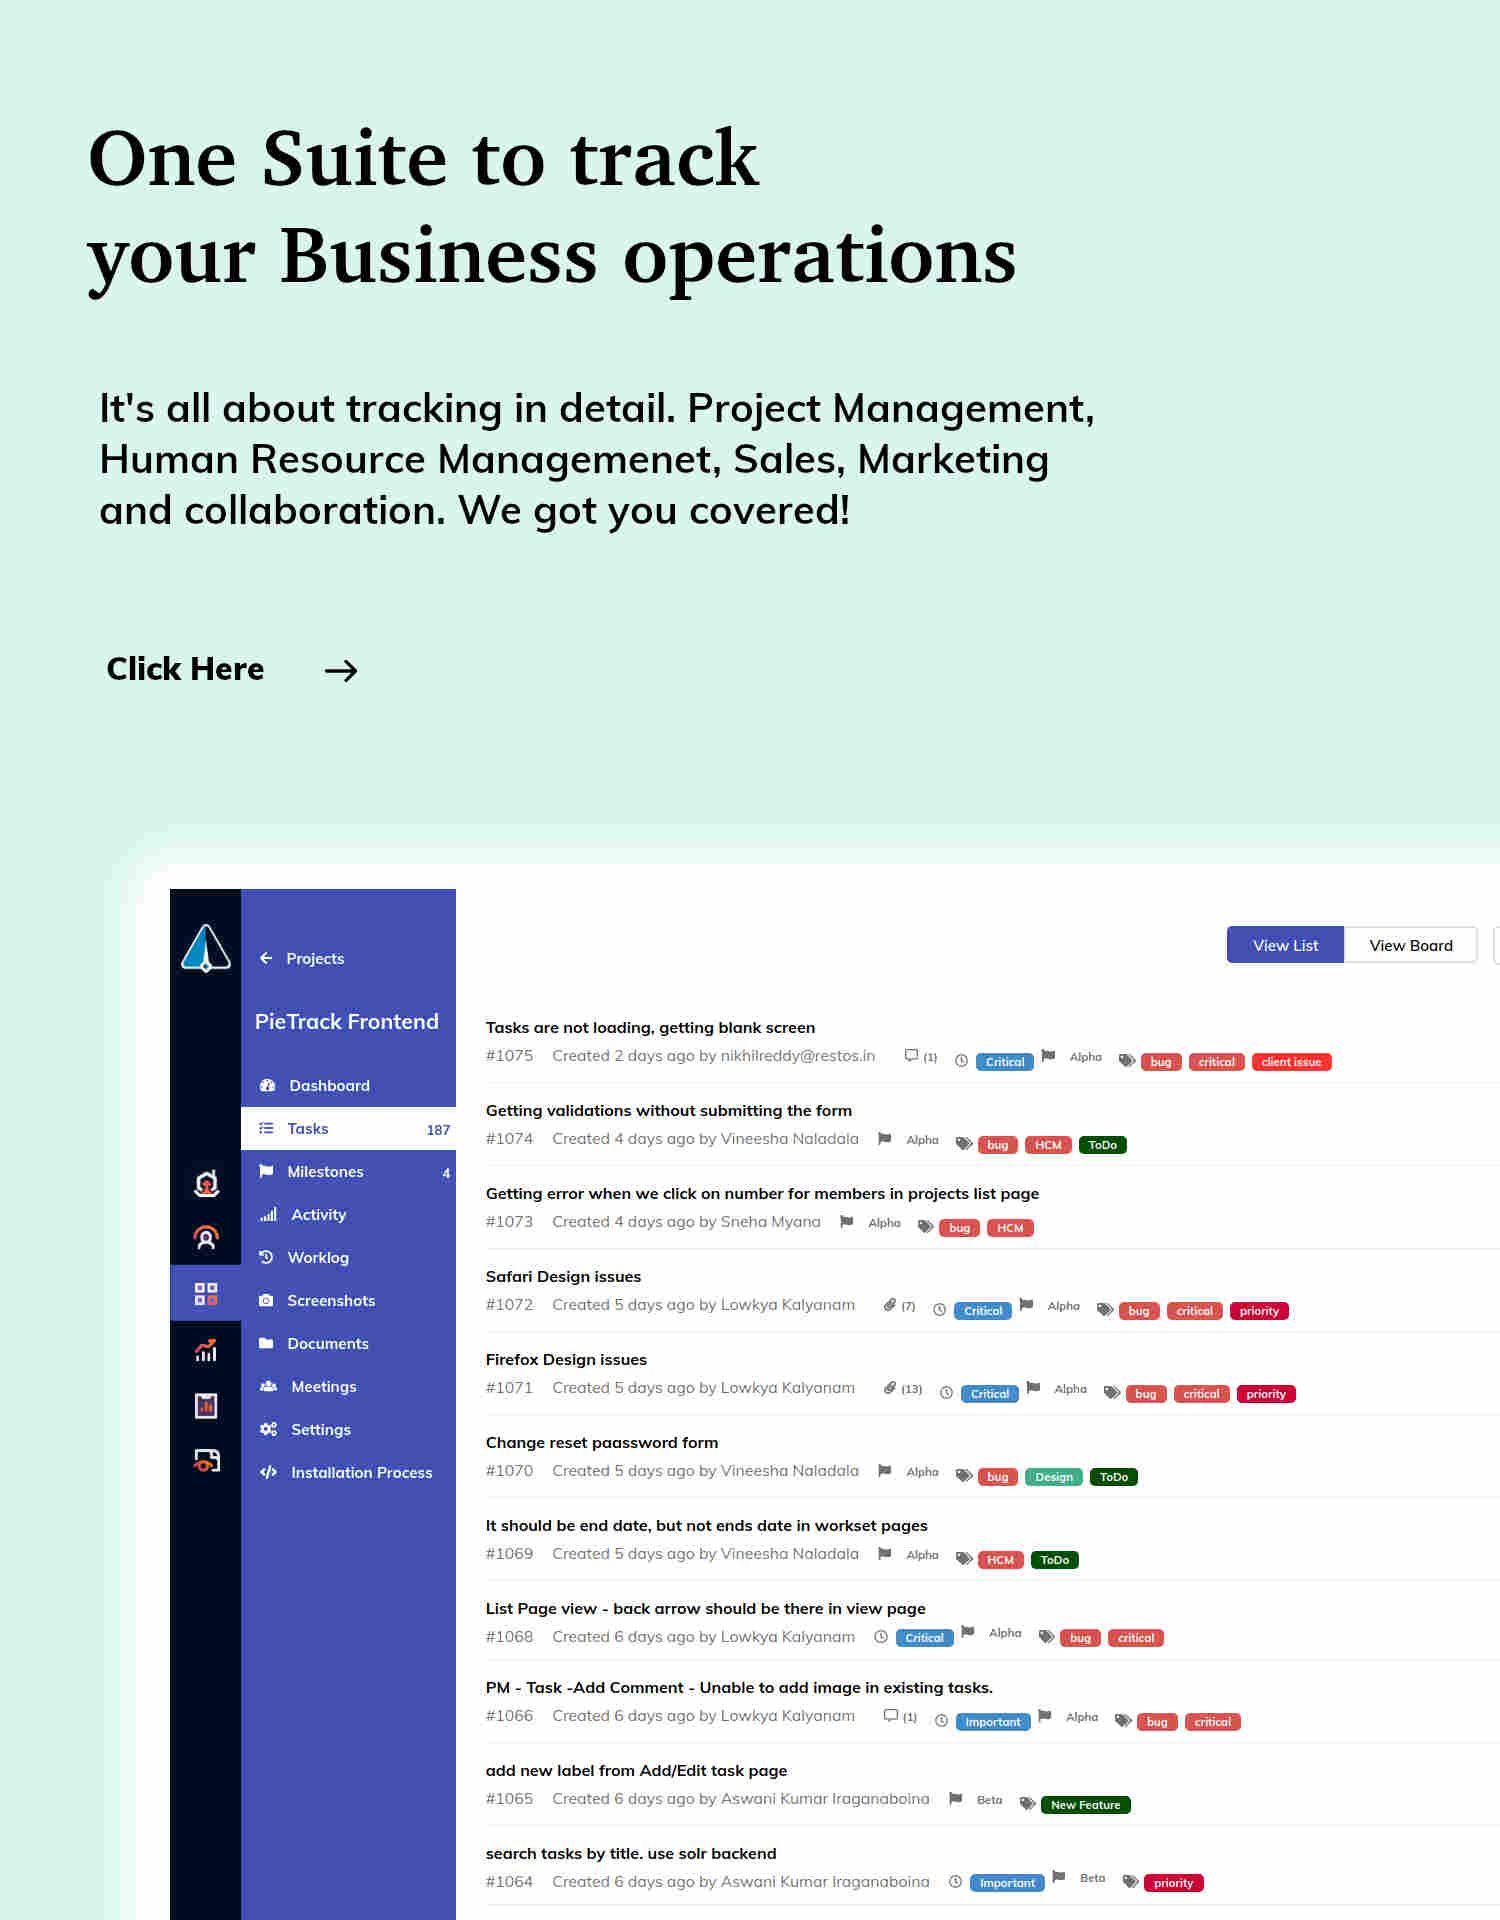 One Suite to track
your Business operations
It's all about tracking in detail. Project Management,
Human Resource Managemenet, Sales, Marketing
and collaboration. We got you covered!
Click Here
Projects
PieTrack Frontend
Dashboard
Tasks 187
Milestones 4
Activity
Worklog
Screenshots
Documents
Meetings
Settings
Installation Process
View List View Board
Tasks are not loading, getting blank screen
#1075 Created 2 days ago by nikhilreddy@restos.in (1) Critical Alpha bug critical client issue
Getting validations without submitting the form
#1074 Created 4 days ago by Vineesha Naladala Alpha bug HCM ToDo
Getting error when we click on number for members in projects list page
#1073 Created 4 days ago by Sneha Myana Alpha bug HCM
Safari Design issues
#1072 Created 5 days ago by Lowkya Kalyanam (7) Critical Alpha bug critical priority
Firefox Design issues
#1071 Created 5 days ago by Lowkya Kalyanam (13) Critical Alpha bug critical priority
Change reset paassword form
#1070 Created 5 days ago by Vineesha Naladala Alpha bug Design ToDo
It should be end date, but not ends date in workset pages
#1069 Created 5 days ago by Vineesha Naladala Alpha HCM ToDo
List Page view - back arrow should be there in view page
#1068 Created 6 days ago by Lowkya Kalyanam Critical Alpha bug critical
PM - Task -Add Comment - Unable to add image in existing tasks.
#1066 Created 6 days ago by Lowkya Kalyanam (1) Important Alpha bug critical
add new label from Add/Edit task page
#1065 Created 6 days ago by Aswani Kumar Iraganaboina Beta New Feature
search tasks by title. use solr backend
#1064 Created 6 days ago by Aswani Kumar Iraganaboina Important Beta priority